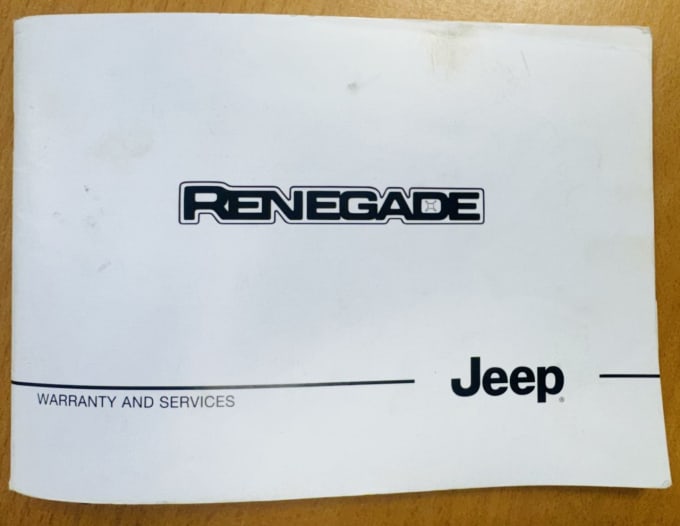 RENEGADE
Jeep®
WARRANTY AND SERVICES